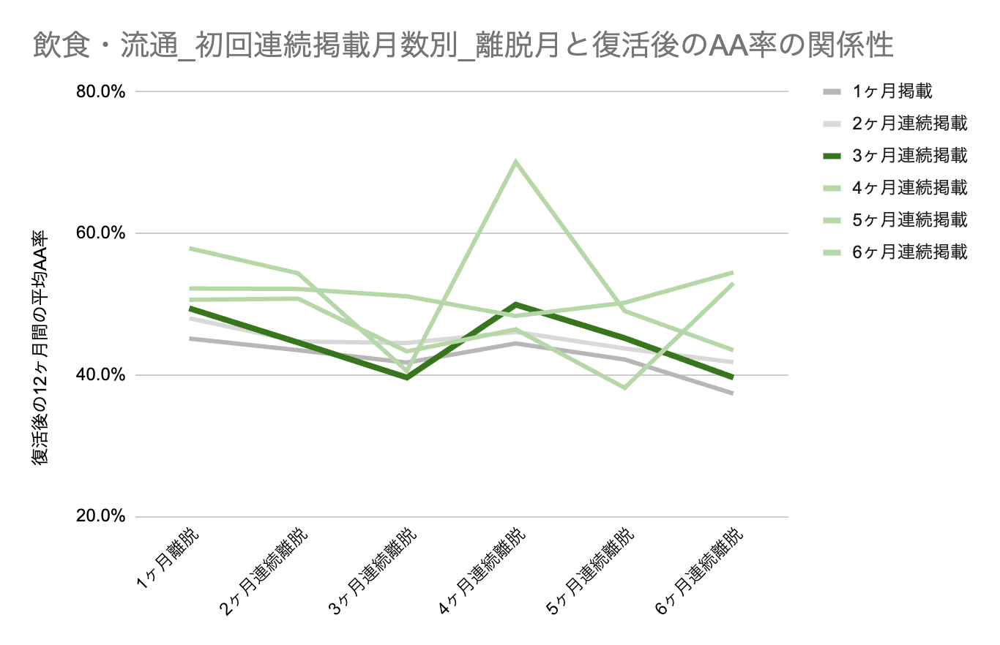 飲食・流通_初回連続掲載月数別_離脱月と復活後のAA率の関係性
80.0%
60.0%
40.0%
20.0%
復活後の12ヶ月間の平均AA率
1ヶ月離脱
2ヶ月連続離脱
3ヶ月連続離脱
4ヶ月連続離脱
5ヶ月連続離脱
6ヶ月連続離脱
1ヶ月掲載
2ヶ月連続掲載
3ヶ月連続掲載
4ヶ月連続掲載
5ヶ月連続掲載
6ヶ月連続掲載